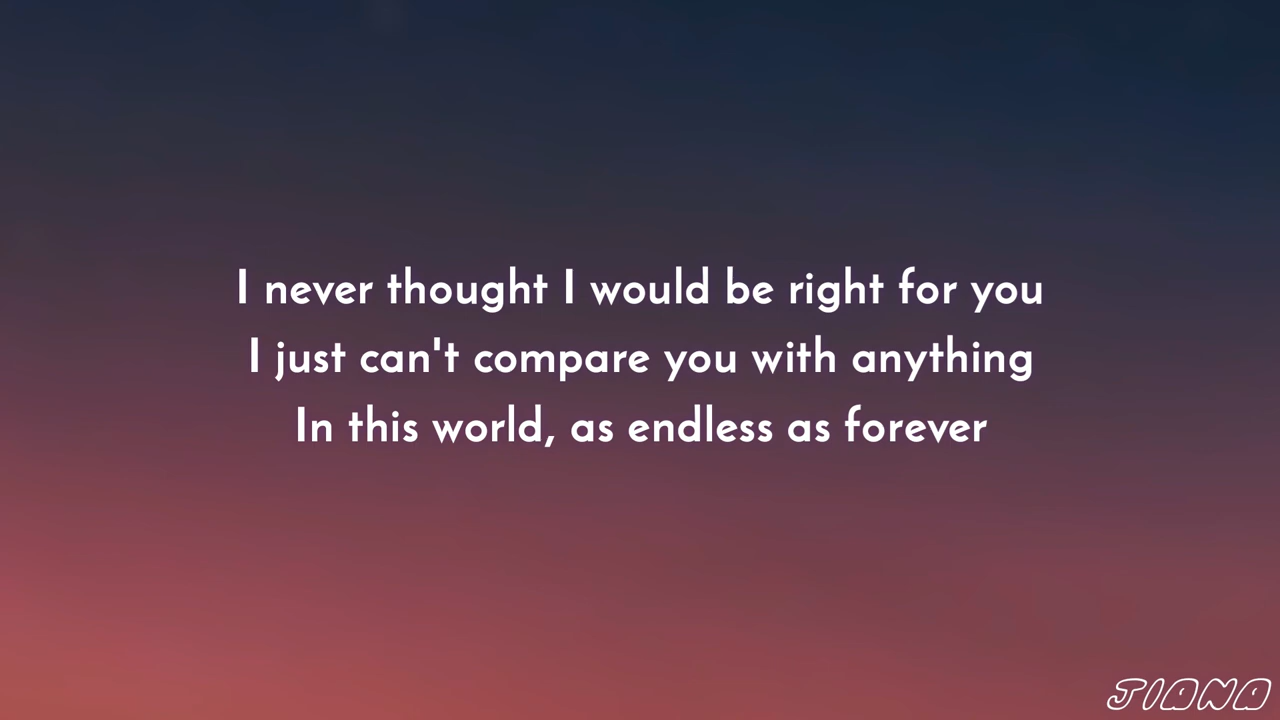 I never thought I would be right for you
I just can't compare you with anything
In this world, as endless as forever
JIANA